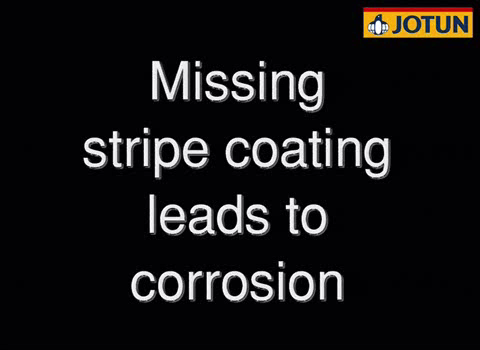 JOTUN
Missing
stripe coating
leads to
corrosion